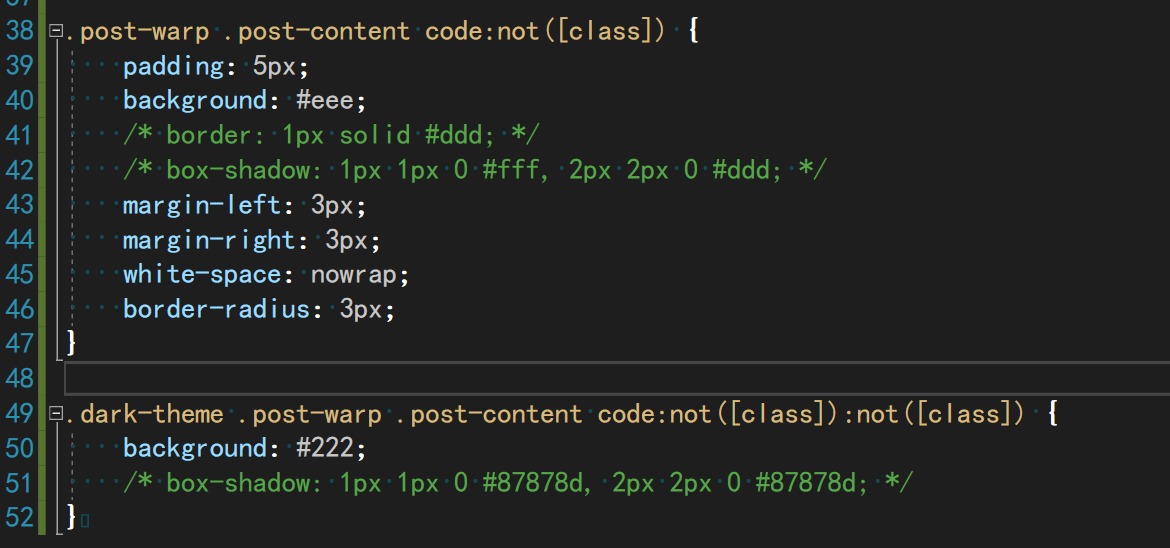 37
38 .post-warp .post-content code:not([class]) {
39 padding: 5px;
40 background: #eee;
41 /* border: 1px solid #ddd; */
42 /* box-shadow: 1px 1px 0 #fff, 2px 2px 0 #ddd; */
43 margin-left: 3px;
44 margin-right: 3px;
45 white-space: nowrap;
46 border-radius: 3px;
47 }
48
49 .dark-theme .post-warp .post-content code:not([class]):not([class]) {
50 background: #222;
51 /* box-shadow: 1px 1px 0 #87878d, 2px 2px 0 #87878d; */
52 }